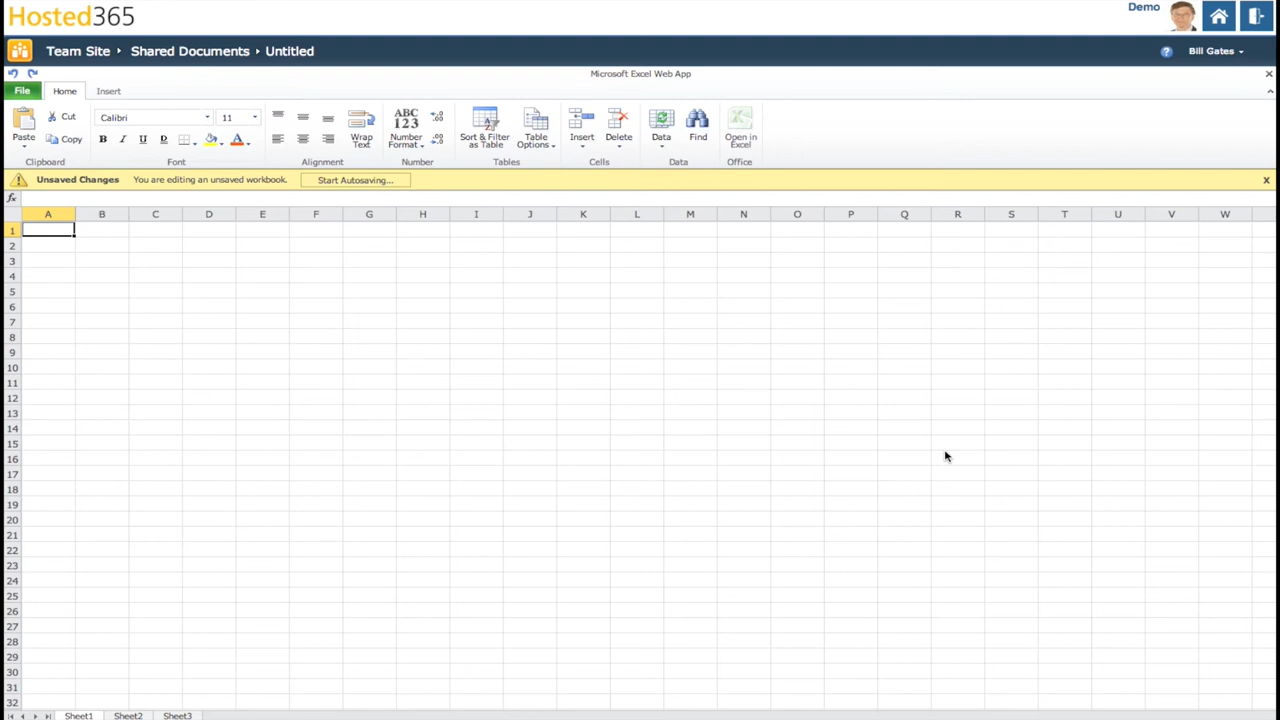 Hosted365
Demo
Team Site
Shared Documents
Untitled
Bill Gates
Microsoft Excel Web App
File
Home
Insert
Paste
Cut
Copy
Clipboard
Calibri
11
B I U D A
Font
Alignment
Wrap
Text
ABC
123
Number
Format
Number
Sort & Filter
as Table
Table
Options
Tables
Insert
Delete
Cells
Data
Find
Data
Open in
Excel
Office
Unsaved Changes
You are editing an unsaved workbook.
Start Autosaving...
x
fx
A B C D E F G H I J K L M N O P Q R S T U V W
1
2
3
4
5
6
7
8
9
10
11
12
13
14
15
16
17
18
19
20
21
22
23
24
25
26
27
28
29
30
31
32
Sheet1
Sheet2
Sheet3